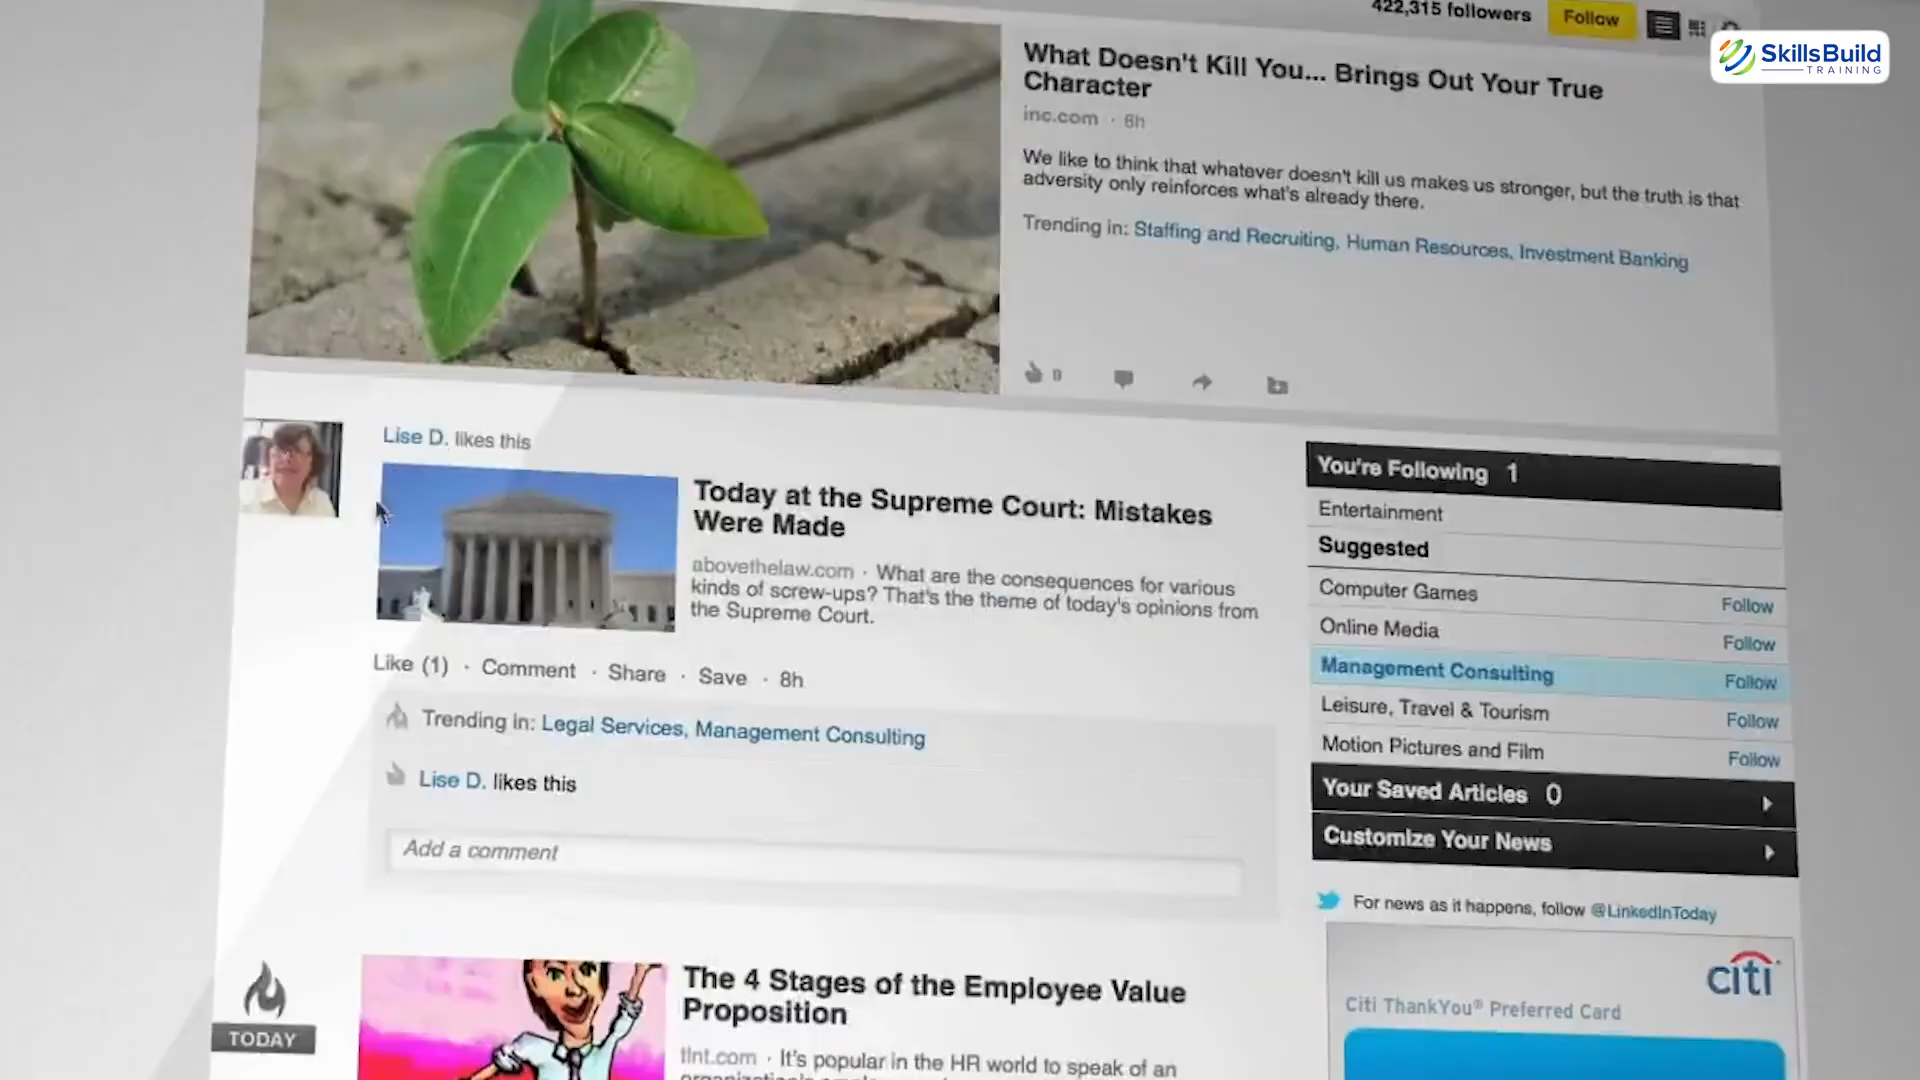 422,315 followers
Follow
SkillsBuild
TRAINING
What Doesn't Kill You... Brings Out Your True
Character
inc.com · 6h
We like to think that whatever doesn't kill us makes us stronger, but the truth is that
adversity only reinforces what's already there.
Trending in: Staffing and Recruiting, Human Resources, Investment Banking
Lise D. likes this
Today at the Supreme Court: Mistakes
Were Made
abovethelaw.com · What are the consequences for various
kinds of screw-ups? That's the theme of today's opinions from
the Supreme Court.
Like (1) · Comment · Share · Save · 8h
Trending in: Legal Services, Management Consulting
Lise D. likes this
Add a comment
You're Following 1
Entertainment
Suggested
Computer Games Follow
Online Media Follow
Management Consulting Follow
Leisure, Travel & Tourism Follow
Motion Pictures and Film Follow
Your Saved Articles 0
Customize Your News
For news as it happens, follow @LinkedInToday
citi
Citi ThankYou® Preferred Card
TODAY
The 4 Stages of the Employee Value
Proposition
tlnt.com · It's popular in the HR world to speak of an